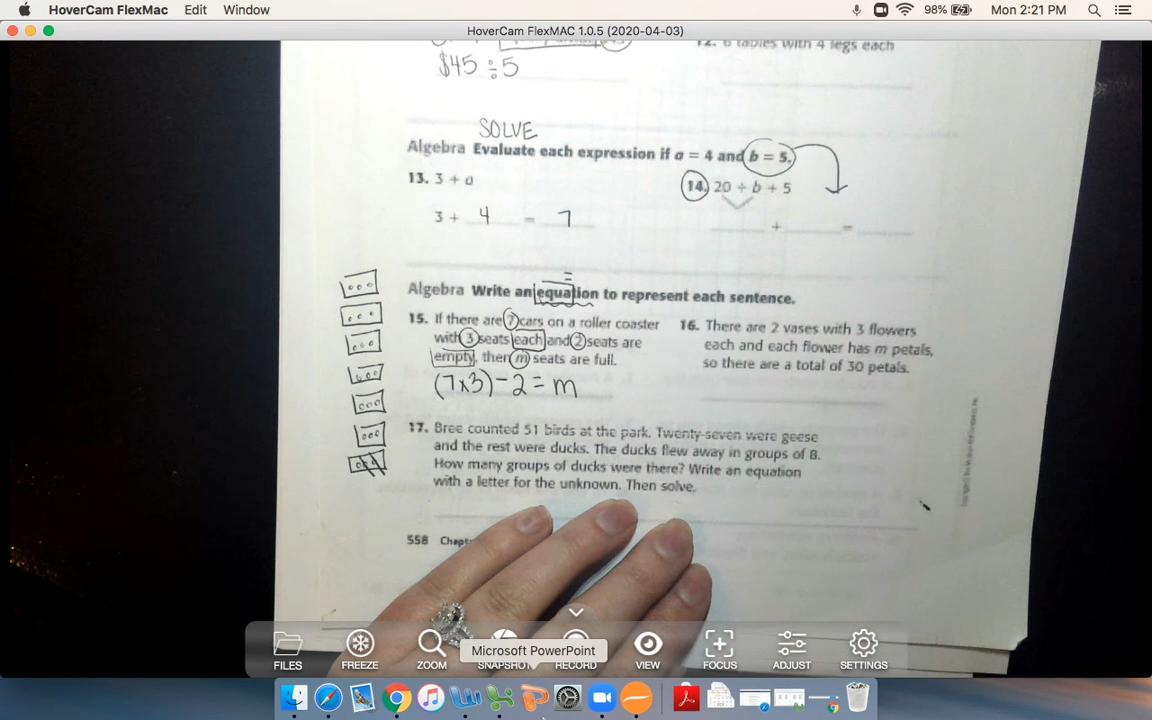 HoverCam FlexMac Edit Window 98% Mon 2:21 PM
HoverCam FlexMAC 1.0.5 (2020-04-03)
12. 6 tables with 4 legs each
$45 ÷ 5
SOLVE
Algebra Evaluate each expression if a = 4 and b = 5.
13. 3 + a
3 + 4 = 7
14. 20 ÷ b + 5
+ =
=
Algebra Write an equation to represent each sentence.
15. If there are 7 cars on a roller coaster
with 3 seats each and 2 seats are
empty, then m seats are full.
(7x3) - 2 = m
16. There are 2 vases with 3 flowers
each and each flower has m petals,
so there are a total of 30 petals.
17. Bree counted 51 birds at the park. Twenty-seven were geese
and the rest were ducks. The ducks flew away in groups of 8.
How many groups of ducks were there? Write an equation
with a letter for the unknown. Then solve.
558
FILES FREEZE ZOOM SNAPSHOT RECORD VIEW FOCUS ADJUST SETTINGS
Microsoft PowerPoint